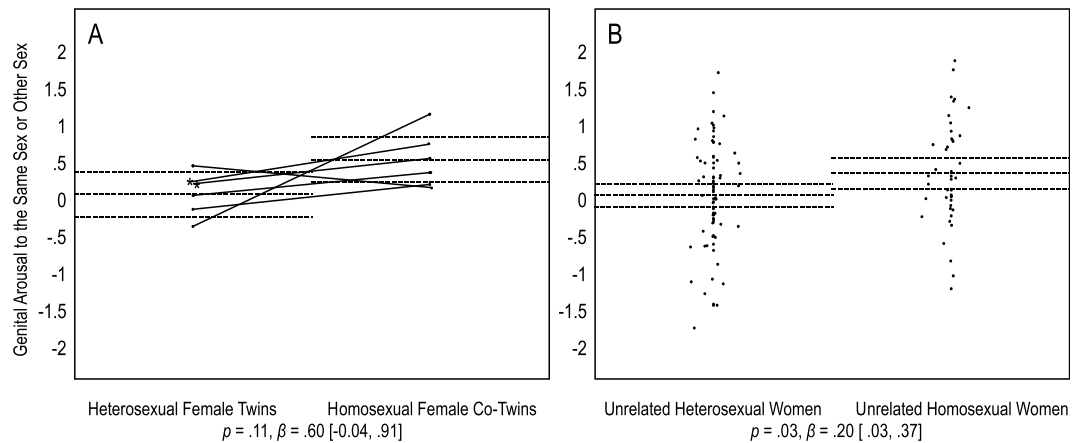 Genital Arousal to the Same Sex or Other Sex
A
2
1.5
1
.5
0
-.5
-1
-1.5
-2
* *
Heterosexual Female Twins
Homosexual Female Co-Twins
p = .11, β = .60 [-0.04, .91]
B
2
1.5
1
.5
0
-.5
-1
-1.5
-2
Unrelated Heterosexual Women
Unrelated Homosexual Women
p = .03, β = .20 [ .03, .37]